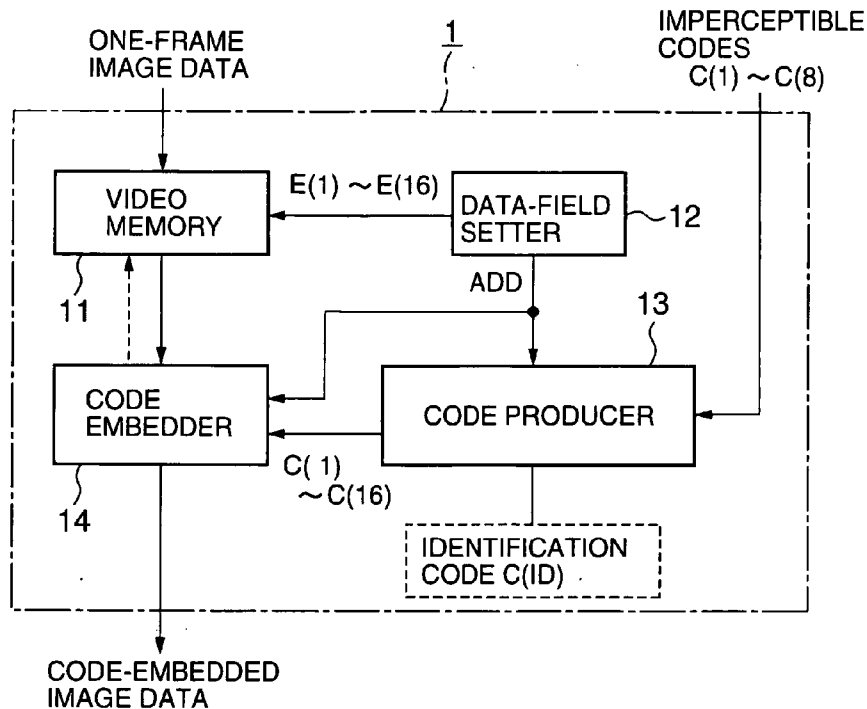 ONE-FRAME
IMAGE DATA
1
IMPERCEPTIBLE
CODES
C(1) ~ C(8)
VIDEO
MEMORY
11
E(1) ~ E(16)
DATA-FIELD
SETTER
12
ADD
13
CODE
EMBEDDER
14
CODE PRODUCER
C( 1)
~ C(16)
IDENTIFICATION
CODE C(ID)
CODE-EMBEDDED
IMAGE DATA